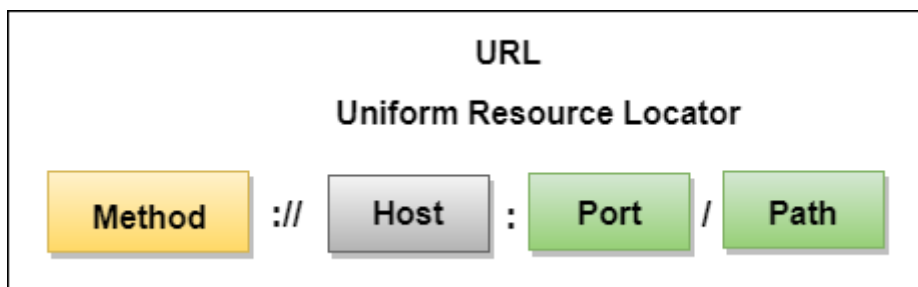 URL
Uniform Resource Locator
Method :// Host : Port / Path